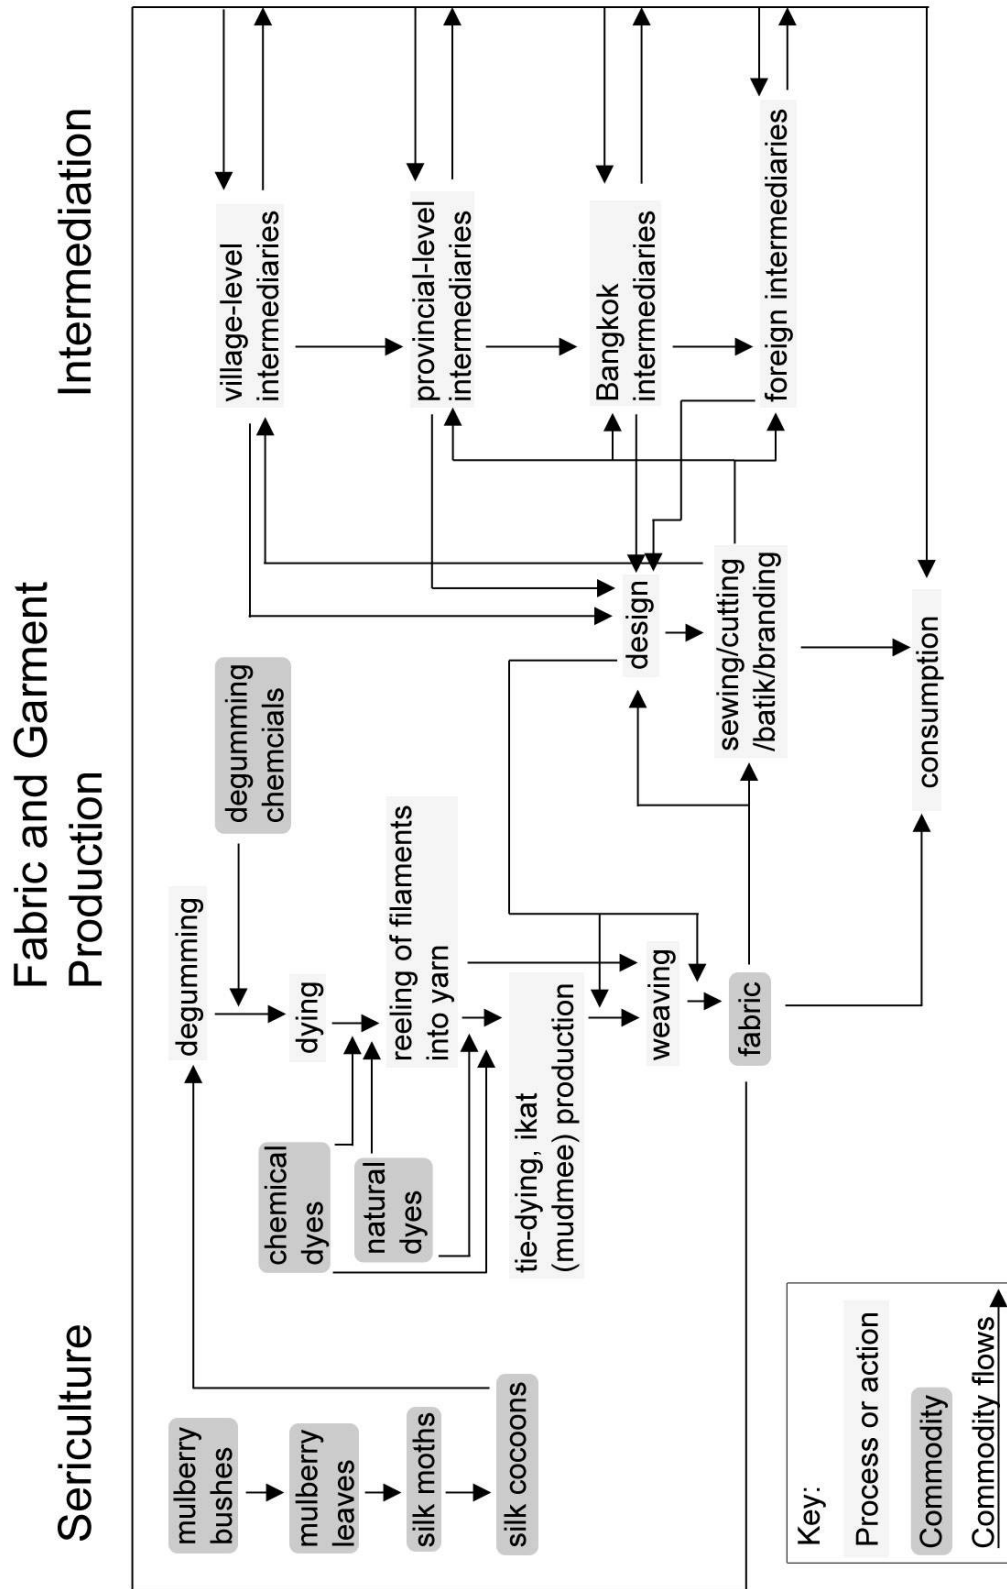 Sericulture
Fabric and Garment
Production
Intermediation
mulberry
bushes
mulberry
leaves
silk moths
silk cocoons
degumming
degumming
chemcials
dying
chemical
dyes
natural
dyes
reeling of filaments
into yarn
tie-dying, ikat
(mudmee) production
weaving
fabric
design
sewing/cutting
/batik/branding
consumption
village-level
intermediaries
provincial-level
intermediaries
Bangkok
intermediaries
foreign intermediaries
Key:
Process or action
Commodity
Commodity flows